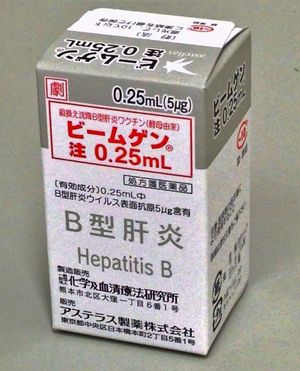 astellas
ビームゲン®
注 0.25mL
劇
0.25mL(5μg)
組換え沈降B型肝炎ワクチン(酵母由来)
ビームゲン®
注 0.25mL
処方箋医薬品
〔有効成分〕0.25mL中
B型肝炎ウイルス表面抗原5μg含有
B型肝炎
Hepatitis B
製造販売
化学及血清療法研究所
熊本市北区大窪一丁目6番1号
販売
アステラス製薬株式会社
東京都中央区日本橋本町2丁目5番1号